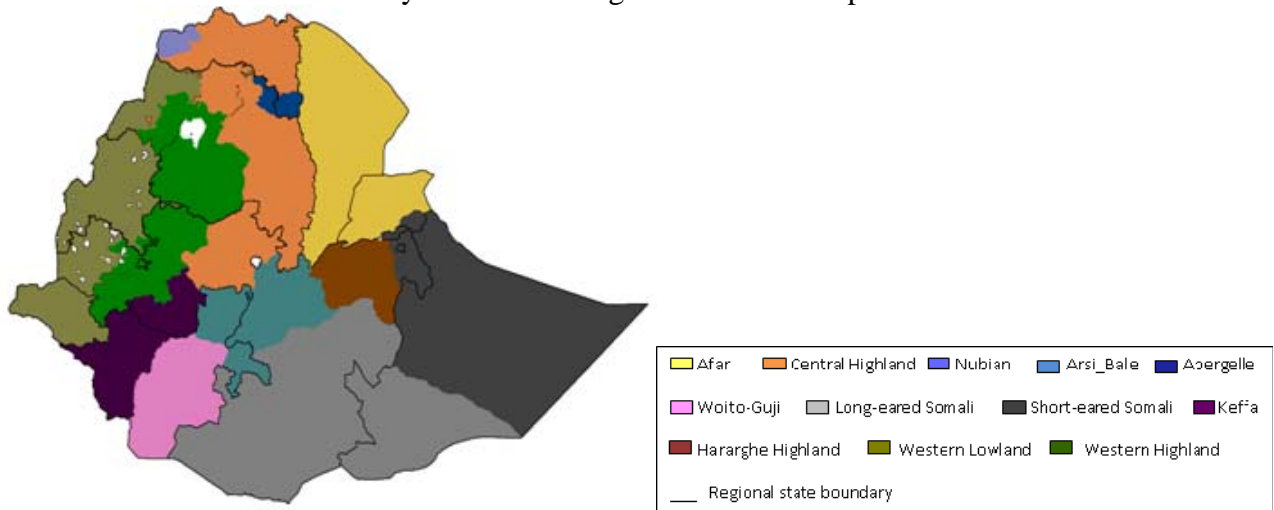 Afar Central Highland Nubian Arsi_Bale Abergelle
Woito-Guji Long-eared Somali Short-eared Somali Keffa
Hararghe Highland Western Lowland Western Highland
Regional state boundary